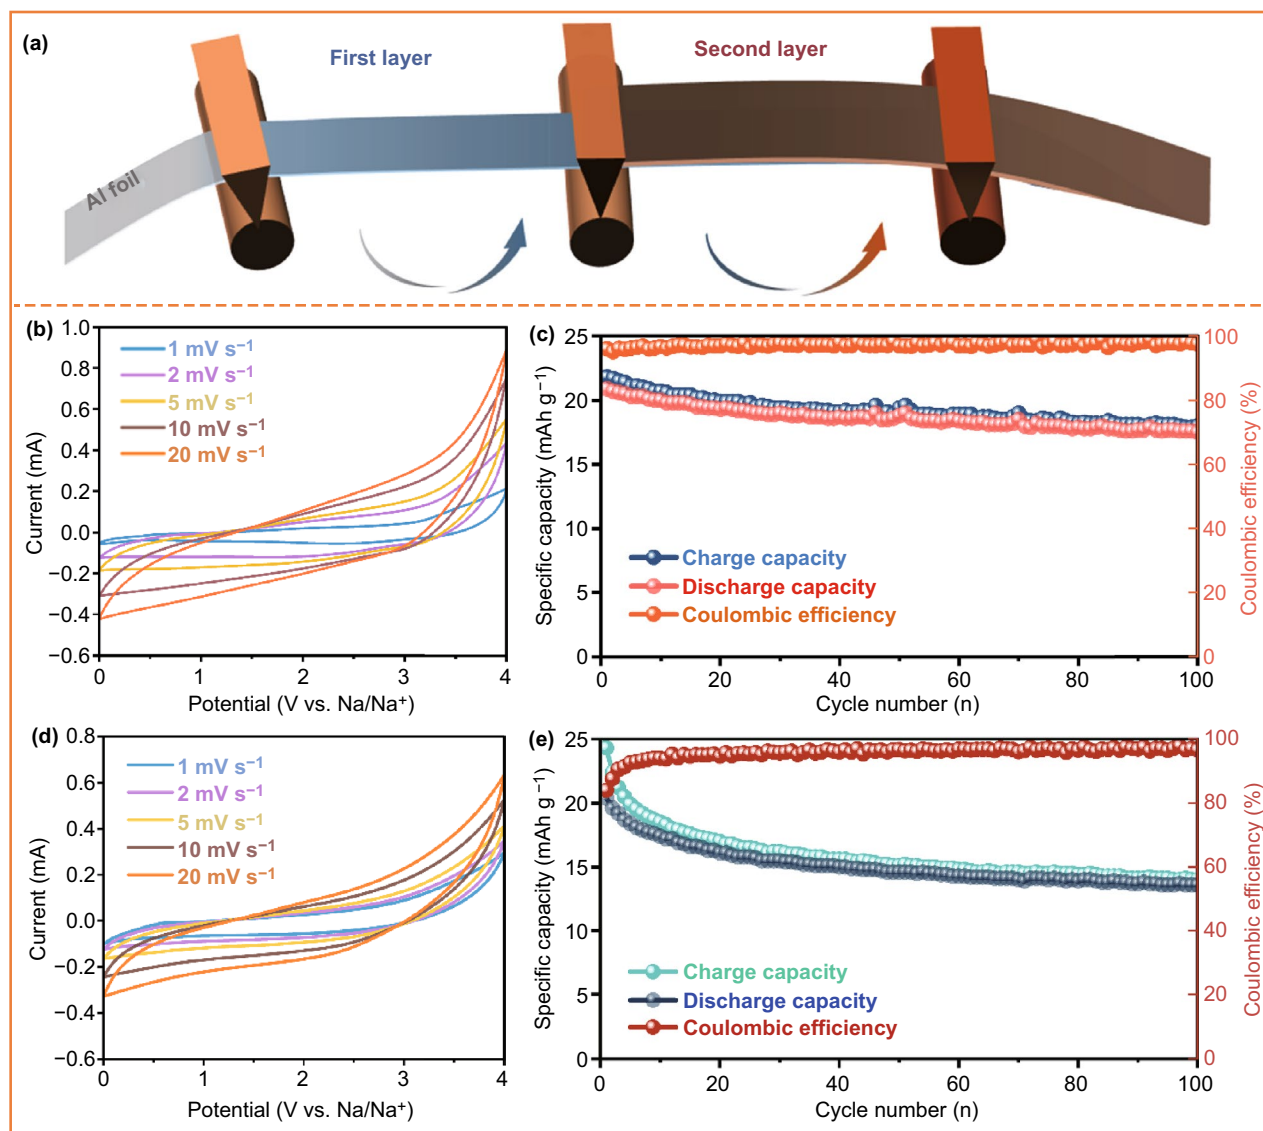 (a)
First layer
Second layer
Al foil
(b)
1.0
0.8
0.6
0.4
0.2
0.0
−0.2
−0.4
−0.6
Current (mA)
1 mV s⁻¹
2 mV s⁻¹
5 mV s⁻¹
10 mV s⁻¹
20 mV s⁻¹
0 1 2 3 4
Potential (V vs. Na/Na⁺)
(c)
25
20
15
10
5
0
Specific capacity (mAh g⁻¹)
Charge capacity
Discharge capacity
Coulombic efficiency
100
80
60
40
20
0
Coulombic efficiency (%)
0 20 40 60 80 100
Cycle number (n)
(d)
0.8
0.6
0.4
0.2
0.0
−0.2
−0.4
−0.6
Current (mA)
1 mV s⁻¹
2 mV s⁻¹
5 mV s⁻¹
10 mV s⁻¹
20 mV s⁻¹
0 1 2 3 4
Potential (V vs. Na/Na⁺)
(e)
25
20
15
10
5
0
Specific capacity (mAh g⁻¹)
Charge capacity
Discharge capacity
Coulombic efficiency
100
80
60
40
20
0
Coulombic efficiency (%)
0 20 40 60 80 100
Cycle number (n)